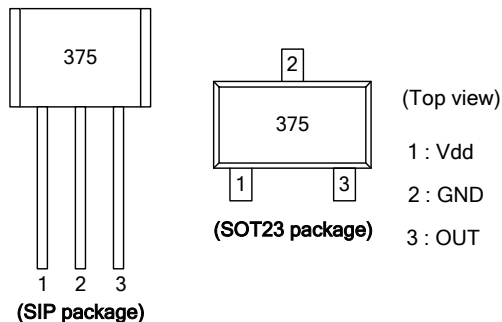 375
1 2 3
(SIP package)
2
375
1 3
(SOT23 package)
(Top view)
1 : Vdd
2 : GND
3 : OUT